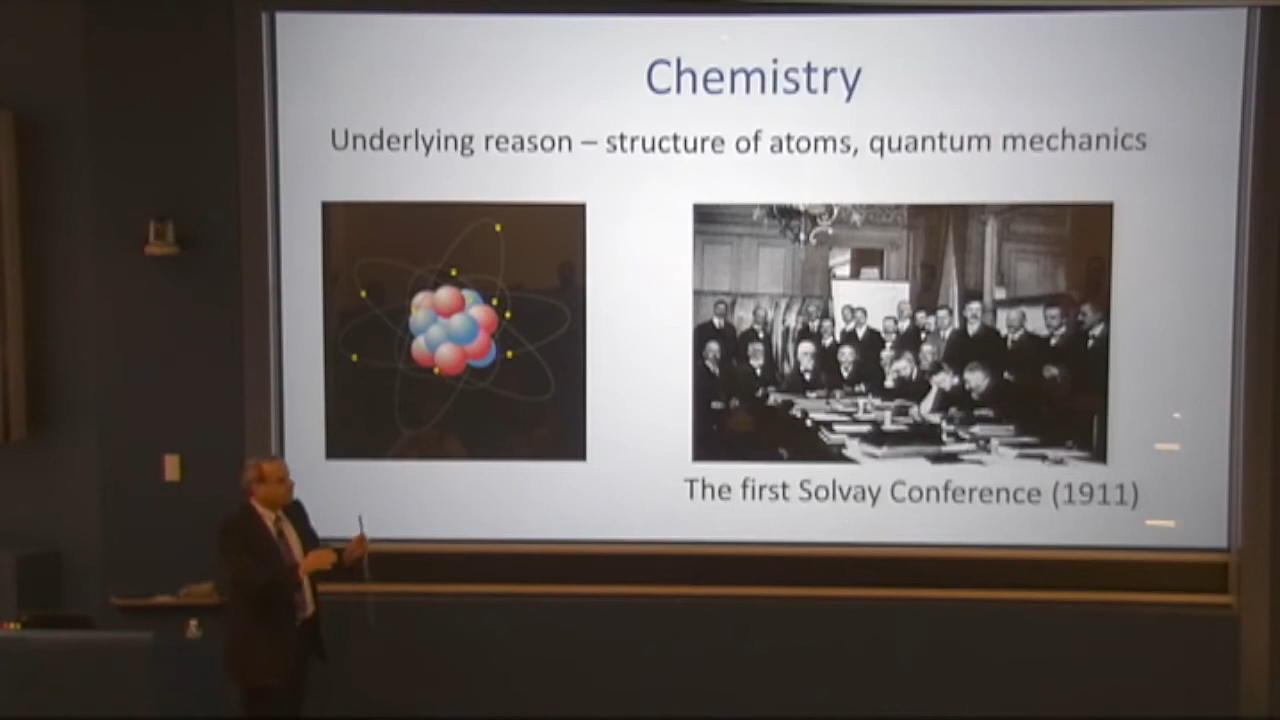 Chemistry
Underlying reason – structure of atoms, quantum mechanics
The first Solvay Conference (1911)